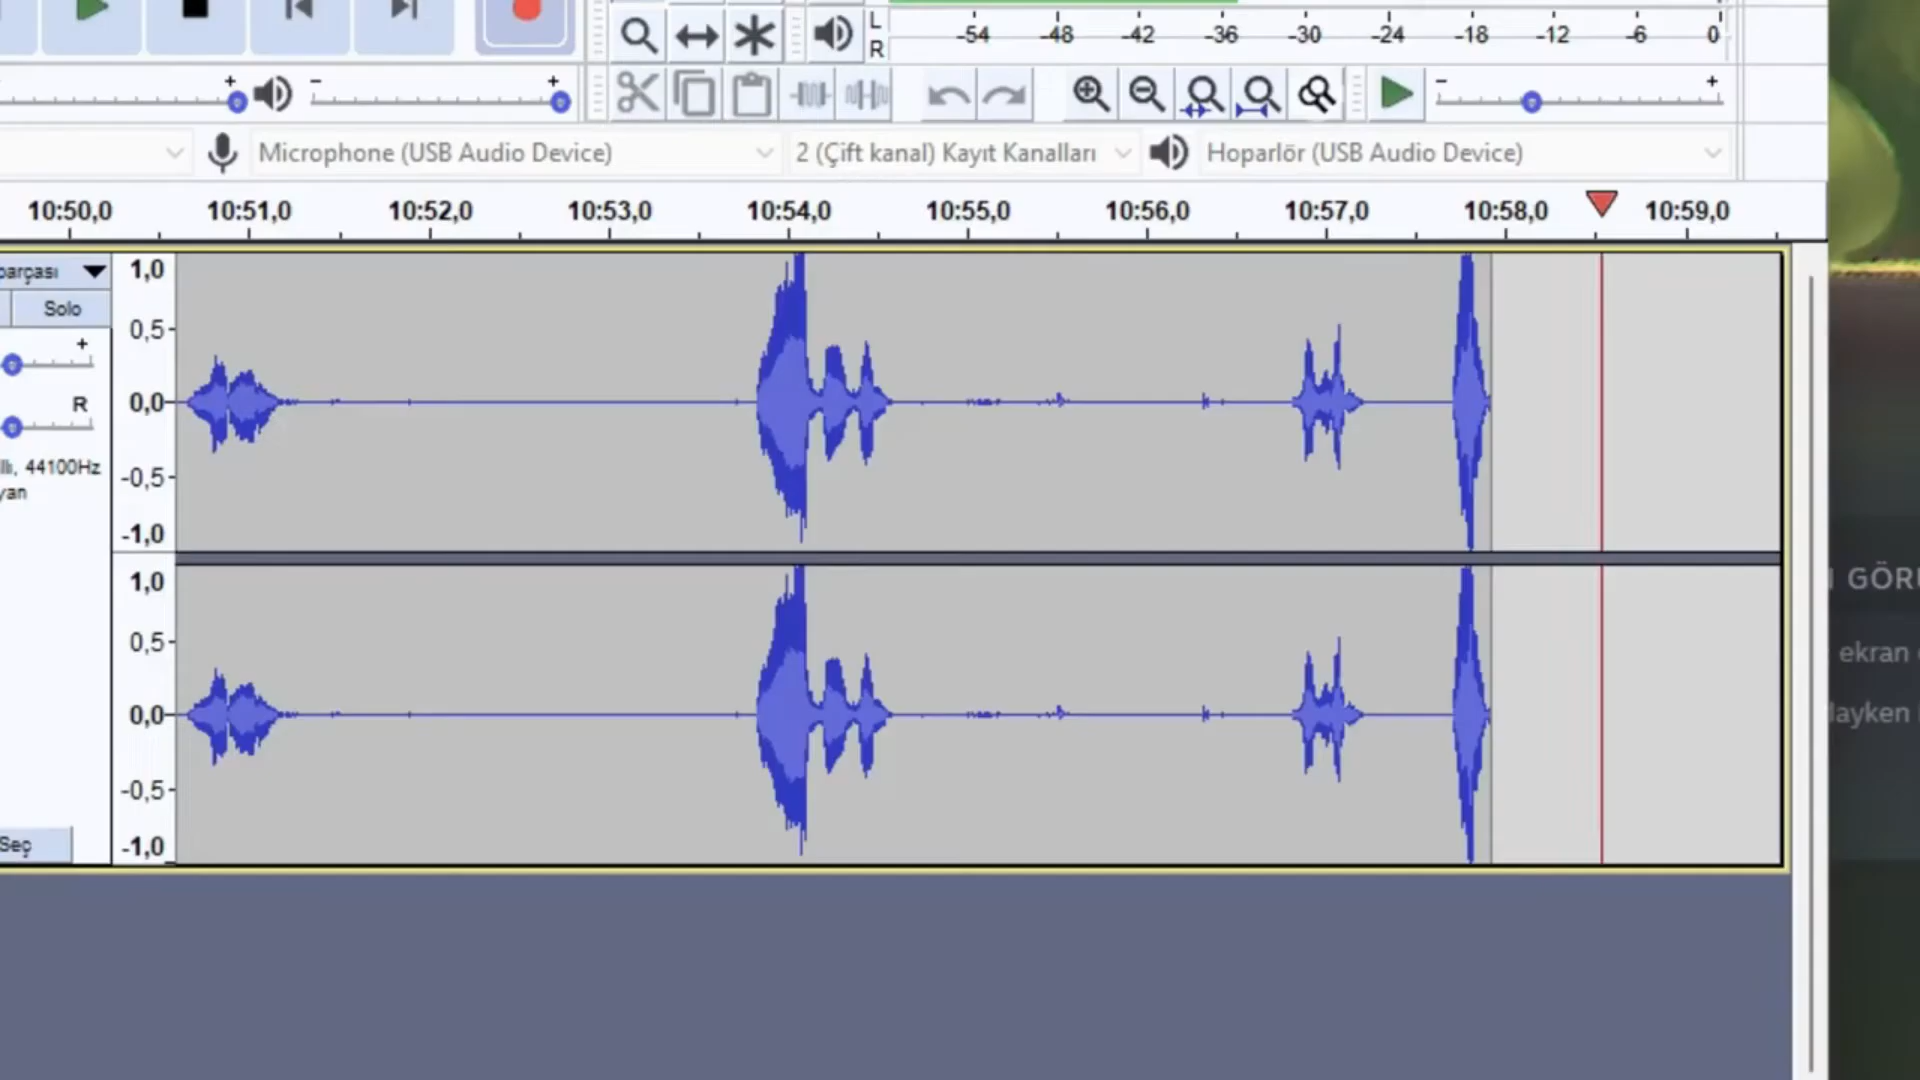 L
R
-54 -48 -42 -36 -30 -24 -18 -12 -6 0
- + - +
- +
Microphone (USB Audio Device) 2 (Çift kanal) Kayıt Kanalları Hoparlör (USB Audio Device)
10:50,0 10:51,0 10:52,0 10:53,0 10:54,0 10:55,0 10:56,0 10:57,0 10:58,0 10:59,0
parçası
Solo
+
R
44100Hz
yan
Seç
1,0
0,5-
0,0-
-0,5-
-1,0
1,0
0,5-
0,0-
-0,5-
-1,0
GÖRÜ
ekran
layken